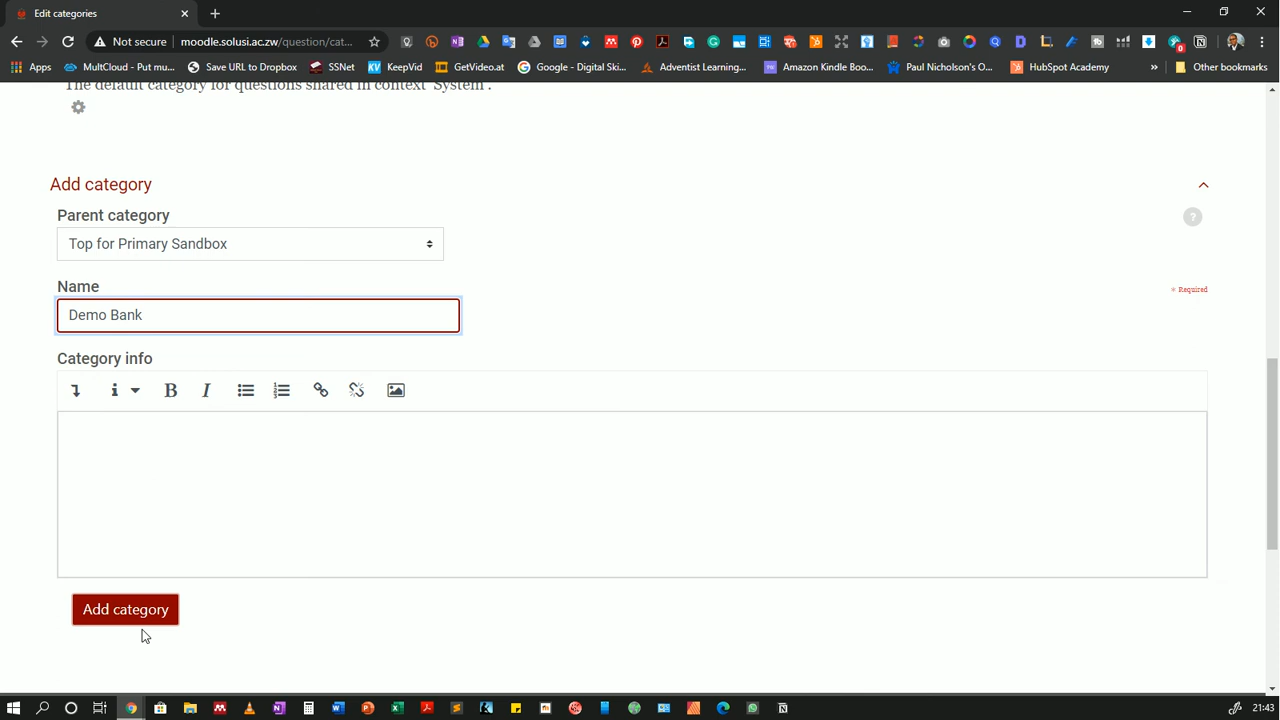 Edit categories
Not secure moodle.solusi.ac.zw/question/cat...
Apps MultCloud - Put mu... Save URL to Dropbox SSNet KeepVid GetVideo.at Google - Digital Ski... Adventist Learning... Amazon Kindle Boo... Paul Nicholson's O... HubSpot Academy » Other bookmarks
The default category for questions shared in context 'System'.
Add category
Parent category
?
Top for Primary Sandbox
Name
Required
Demo Bank
Category info
B I
Add category
21:43